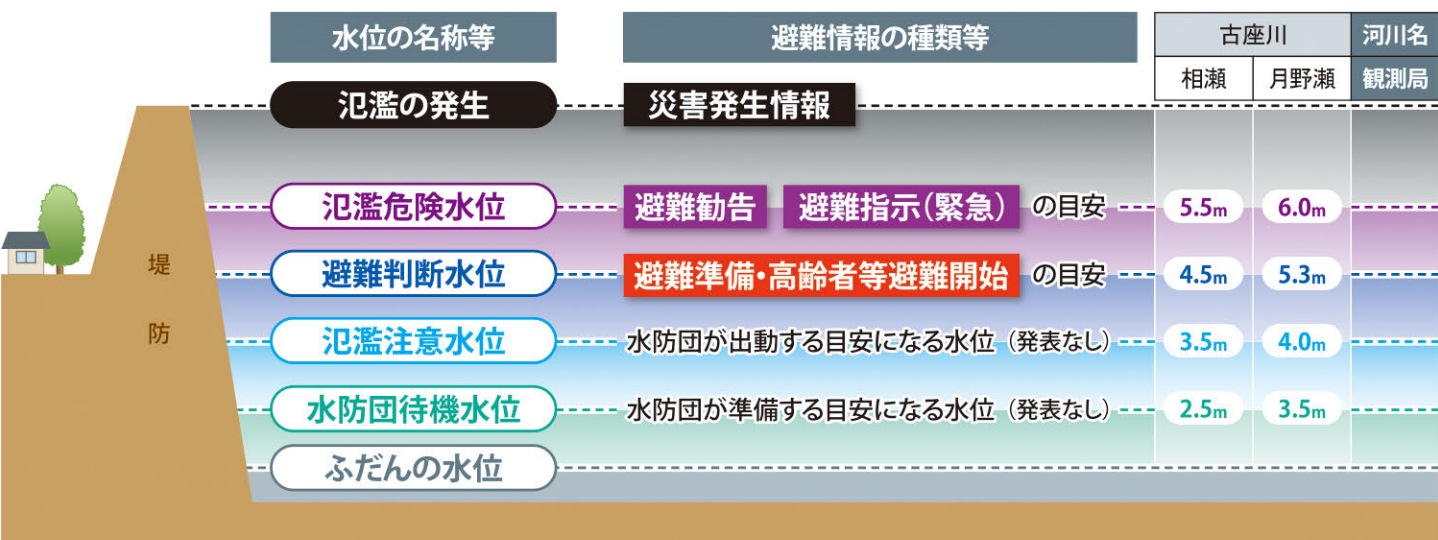 水位の名称等 避難情報の種類等 古座川 河川名
相瀬 月野瀬 観測局
氾濫の発生 災害発生情報
氾濫危険水位 避難勧告 避難指示(緊急) の目安 5.5m 6.0m
避難判断水位 避難準備・高齢者等避難開始 の目安 4.5m 5.3m
氾濫注意水位 水防団が出動する目安になる水位(発表なし) 3.5m 4.0m
水防団待機水位 水防団が準備する目安になる水位(発表なし) 2.5m 3.5m
ふだんの水位
堤防